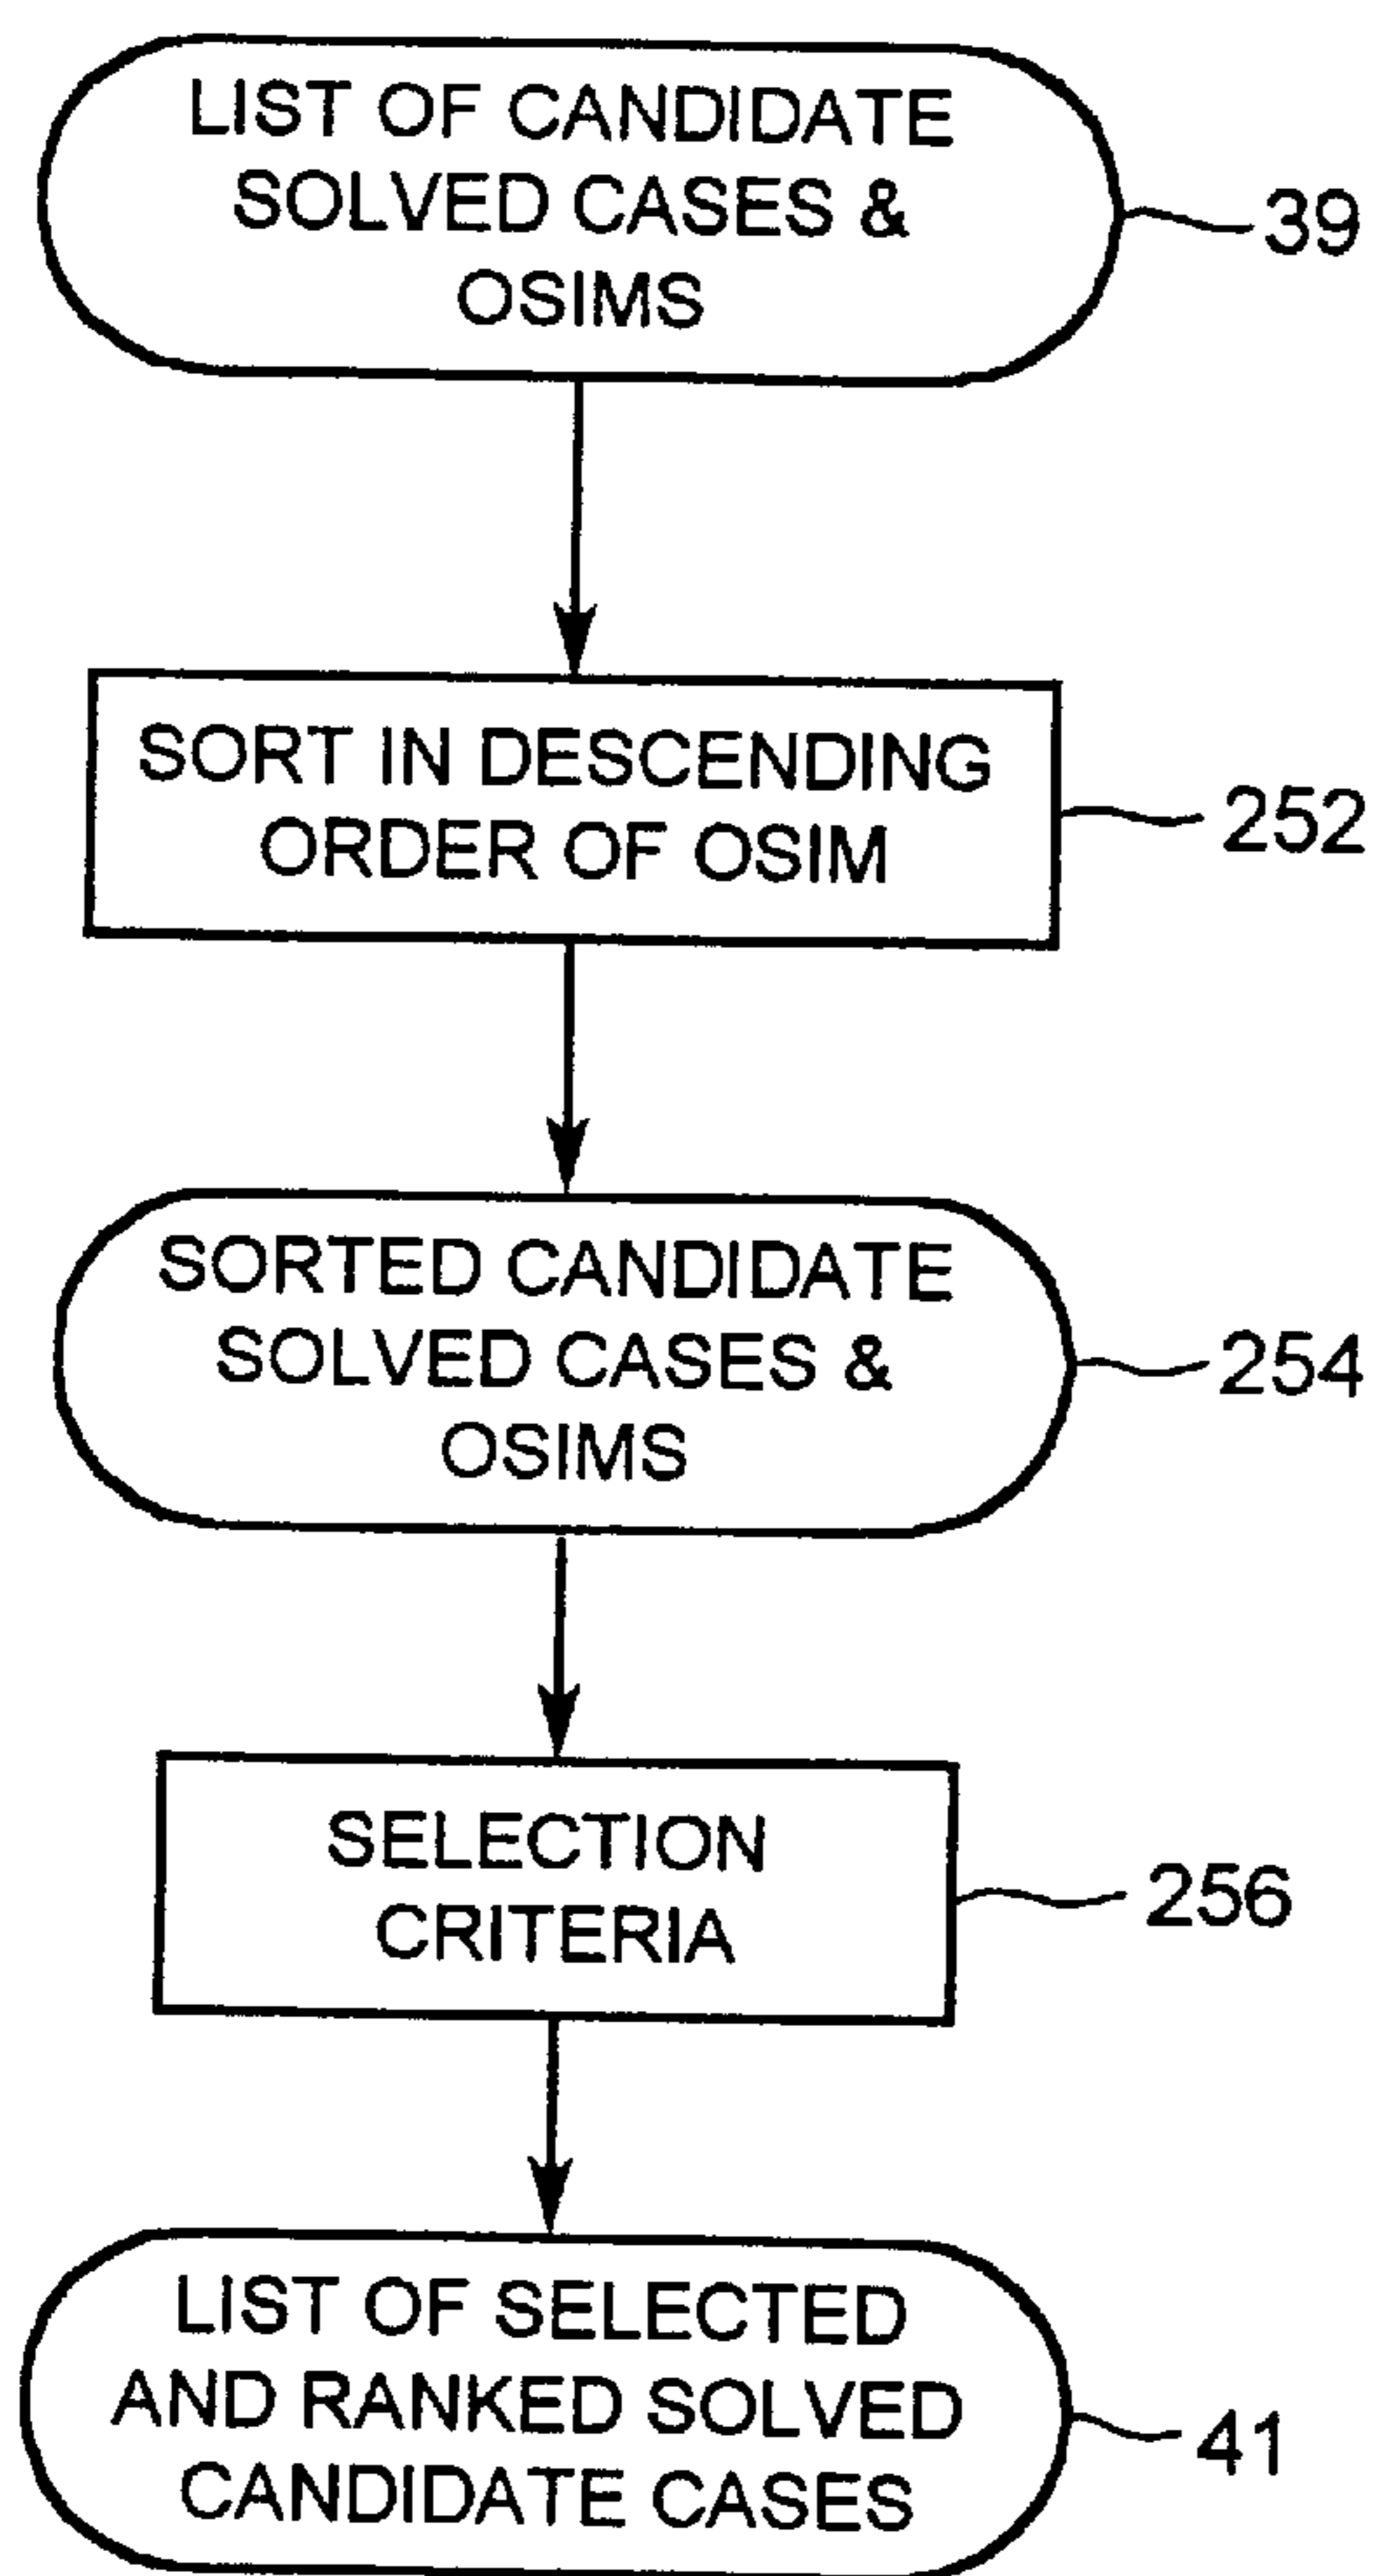 LIST OF CANDIDATE
SOLVED CASES &
OSIMS
39
SORT IN DESCENDING
ORDER OF OSIM
252
SORTED CANDIDATE
SOLVED CASES &
OSIMS
254
SELECTION
CRITERIA
256
LIST OF SELECTED
AND RANKED SOLVED
CANDIDATE CASES
41